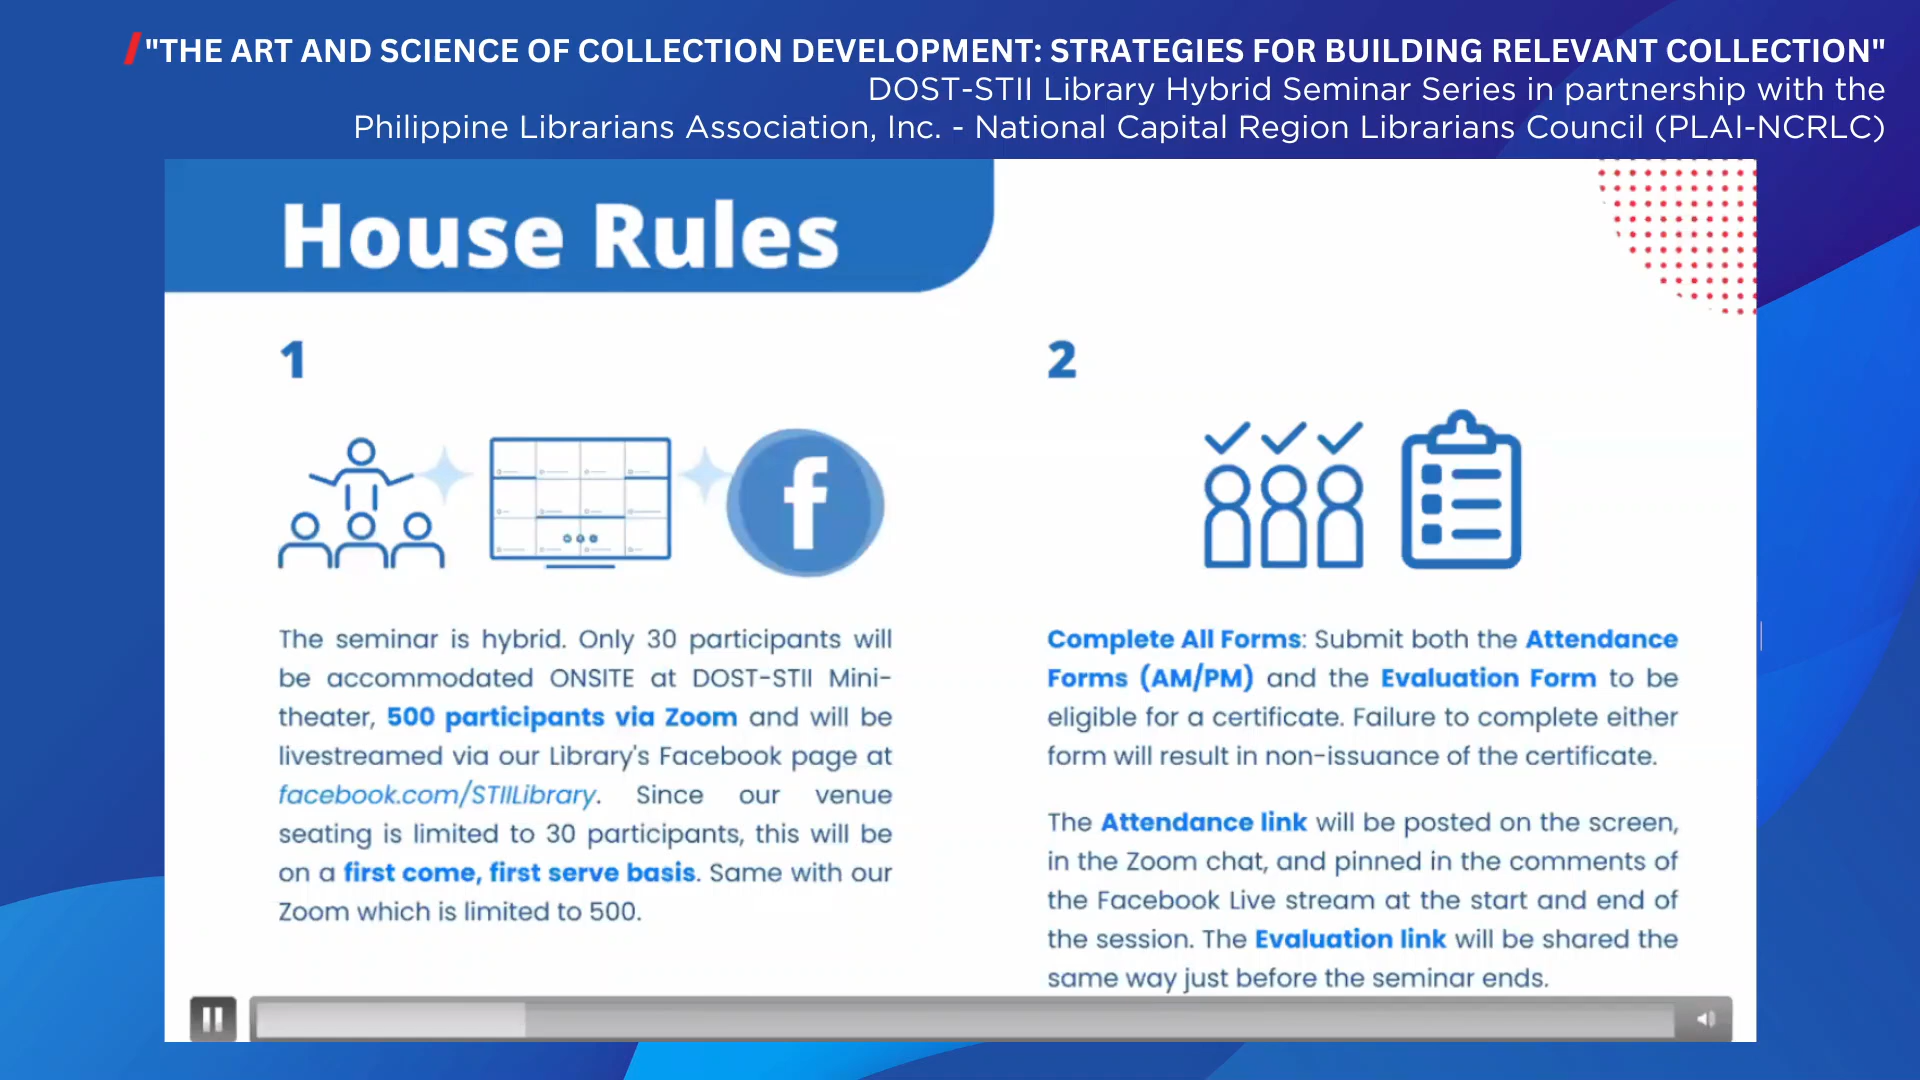 "THE ART AND SCIENCE OF COLLECTION DEVELOPMENT: STRATEGIES FOR BUILDING RELEVANT COLLECTION"
DOST-STII Library Hybrid Seminar Series in partnership with the
Philippine Librarians Association, Inc. - National Capital Region Librarians Council (PLAI-NCRLC)
House Rules
1
The seminar is hybrid. Only 30 participants will
be accommodated ONSITE at DOST-STII Mini-
theater, 500 participants via Zoom and will be
livestreamed via our Library's Facebook page at
facebook.com/STIILibrary. Since our venue
seating is limited to 30 participants, this will be
on a first come, first serve basis. Same with our
Zoom which is limited to 500.
2
Complete All Forms: Submit both the Attendance
Forms (AM/PM) and the Evaluation Form to be
eligible for a certificate. Failure to complete either
form will result in non-issuance of the certificate.
The Attendance link will be posted on the screen,
in the Zoom chat, and pinned in the comments of
the Facebook Live stream at the start and end of
the session. The Evaluation link will be shared the
same way just before the seminar ends.